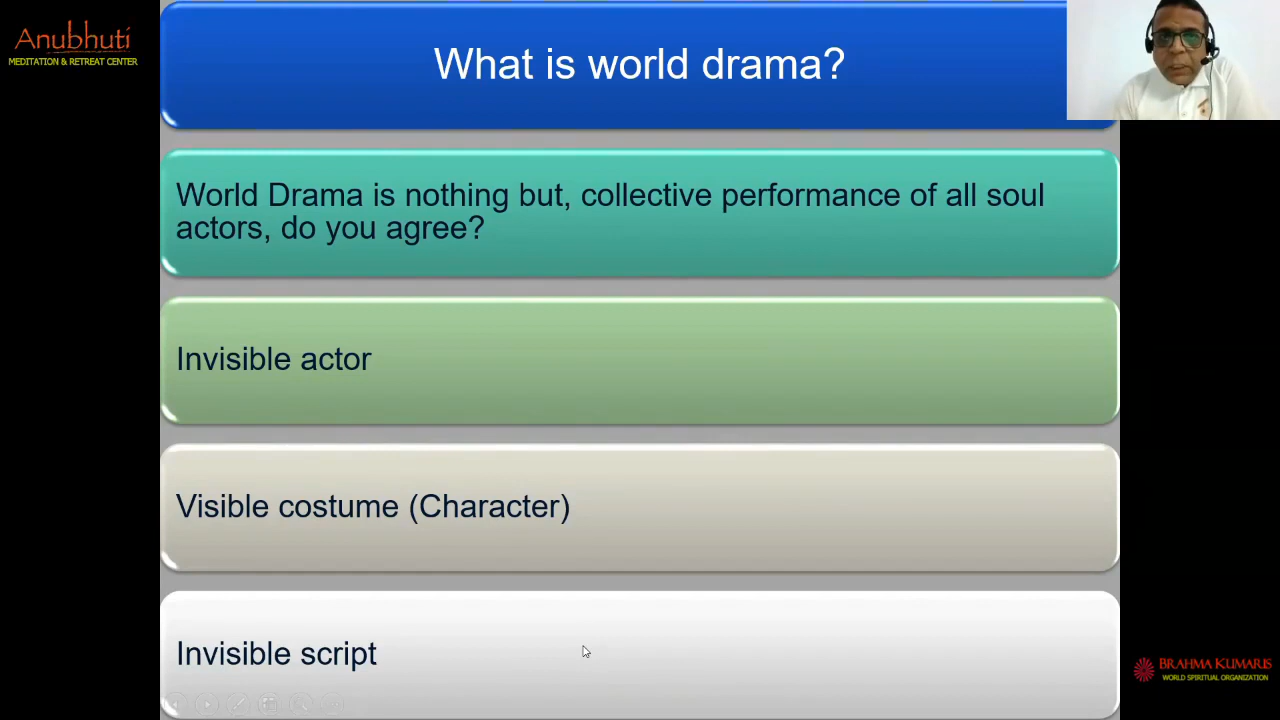 Anubhuti
MEDITATION & RETREAT CENTER
What is world drama?
World Drama is nothing but, collective performance of all soul
actors, do you agree?
Invisible actor
Visible costume (Character)
Invisible script
BRAHMA KUMARIS
WORLD SPIRITUAL ORGANIZATION